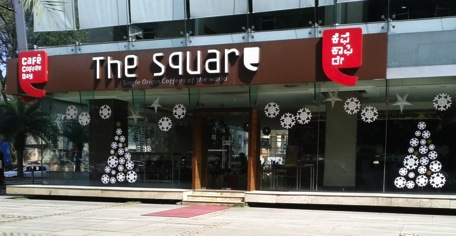 Café
Coffee
Day
The square
Single Origin Coffees of the world
ಕೆಫೆ
ಕಾಫಿ
ಡೇ